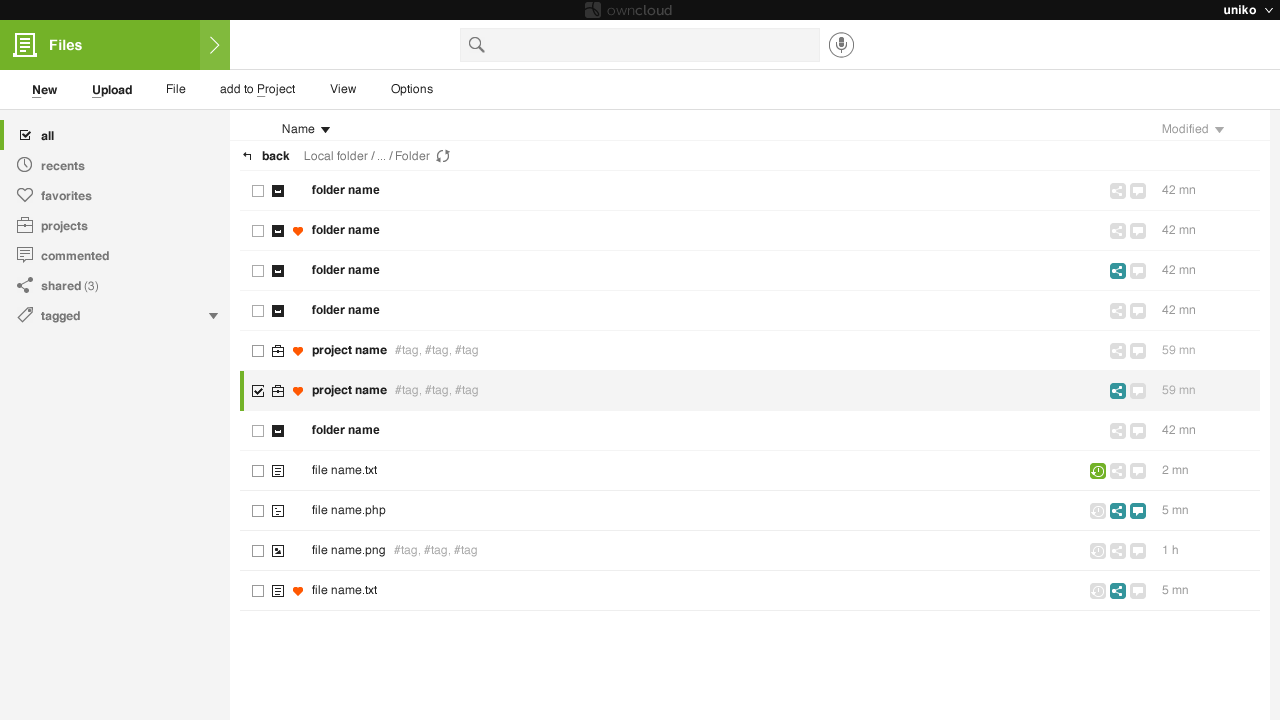 owncloud
uniko
Files
New Upload File add to Project View Options
all
recents
favorites
projects
commented
shared (3)
tagged
Name Modified
back Local folder / ... / Folder
folder name 42 mn
folder name 42 mn
folder name 42 mn
folder name 42 mn
project name #tag, #tag, #tag 59 mn
project name #tag, #tag, #tag 59 mn
folder name 42 mn
file name.txt 2 mn
file name.php 5 mn
file name.png #tag, #tag, #tag 1 h
file name.txt 5 mn